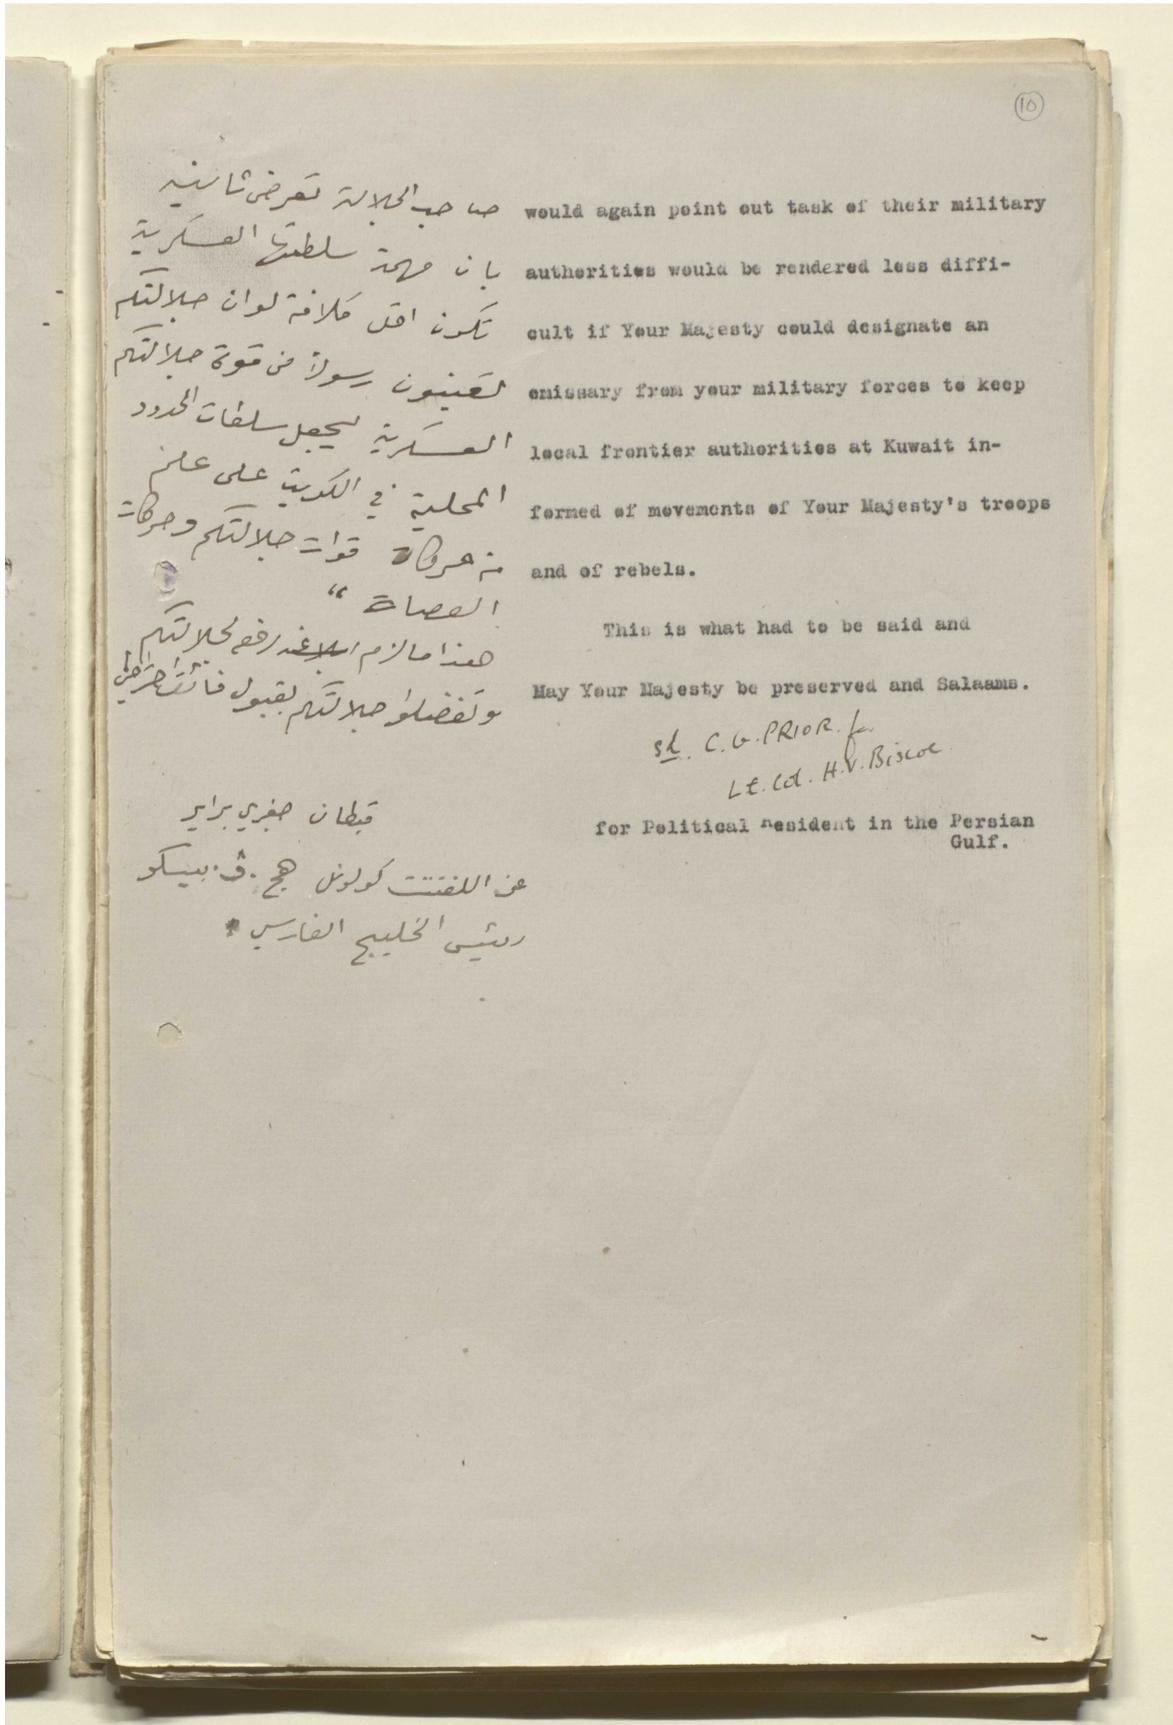 10
صاحب الجلالة تعرض ثانية
بان مهمة سلطتها العسكرية
تكون اقل كلافة لو ان جلالتكم
تعينون رسولاً من قوة جلالتكم
العسكرية ليجعل سلطات الحدود
المحلية في الكويت على علم
من حركات قوات جلالتكم وحركات
العصاة "
هذا ما لزم رفعه لجلالتكم
وتفضلوا جلالتكم بقبول فائق احترامي
قبطان جفري براير
عن اللفتننت كولونل هج . ڤ . بيسكو
رئيس الخليج الفارسي
would again point out task of their military
authorities would be rendered less diffi-
cult if Your Majesty could designate an
emissary from your military forces to keep
local frontier authorities at Kuwait in-
formed of movements of Your Majesty's troops
and of rebels.
This is what had to be said and
May Your Majesty be preserved and Salaams.
sd. C. G. PRIOR. for
Lt. Col. H.V. Biscoe
for Political Resident in the Persian
Gulf.